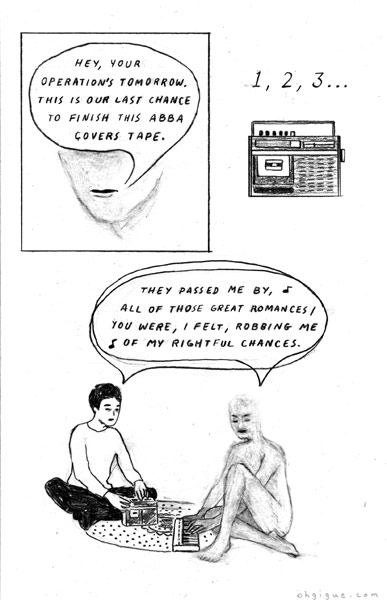 HEY, YOUR
OPERATION'S TOMORROW.
THIS IS OUR LAST CHANCE
TO FINISH THIS ABBA
COVERS TAPE.
1, 2, 3...
THEY PASSED ME BY, ♪
ALL OF THOSE GREAT ROMANCES/
YOU WERE, I FELT, ROBBING ME
♪ OF MY RIGHTFUL CHANCES.
ohgigue.com